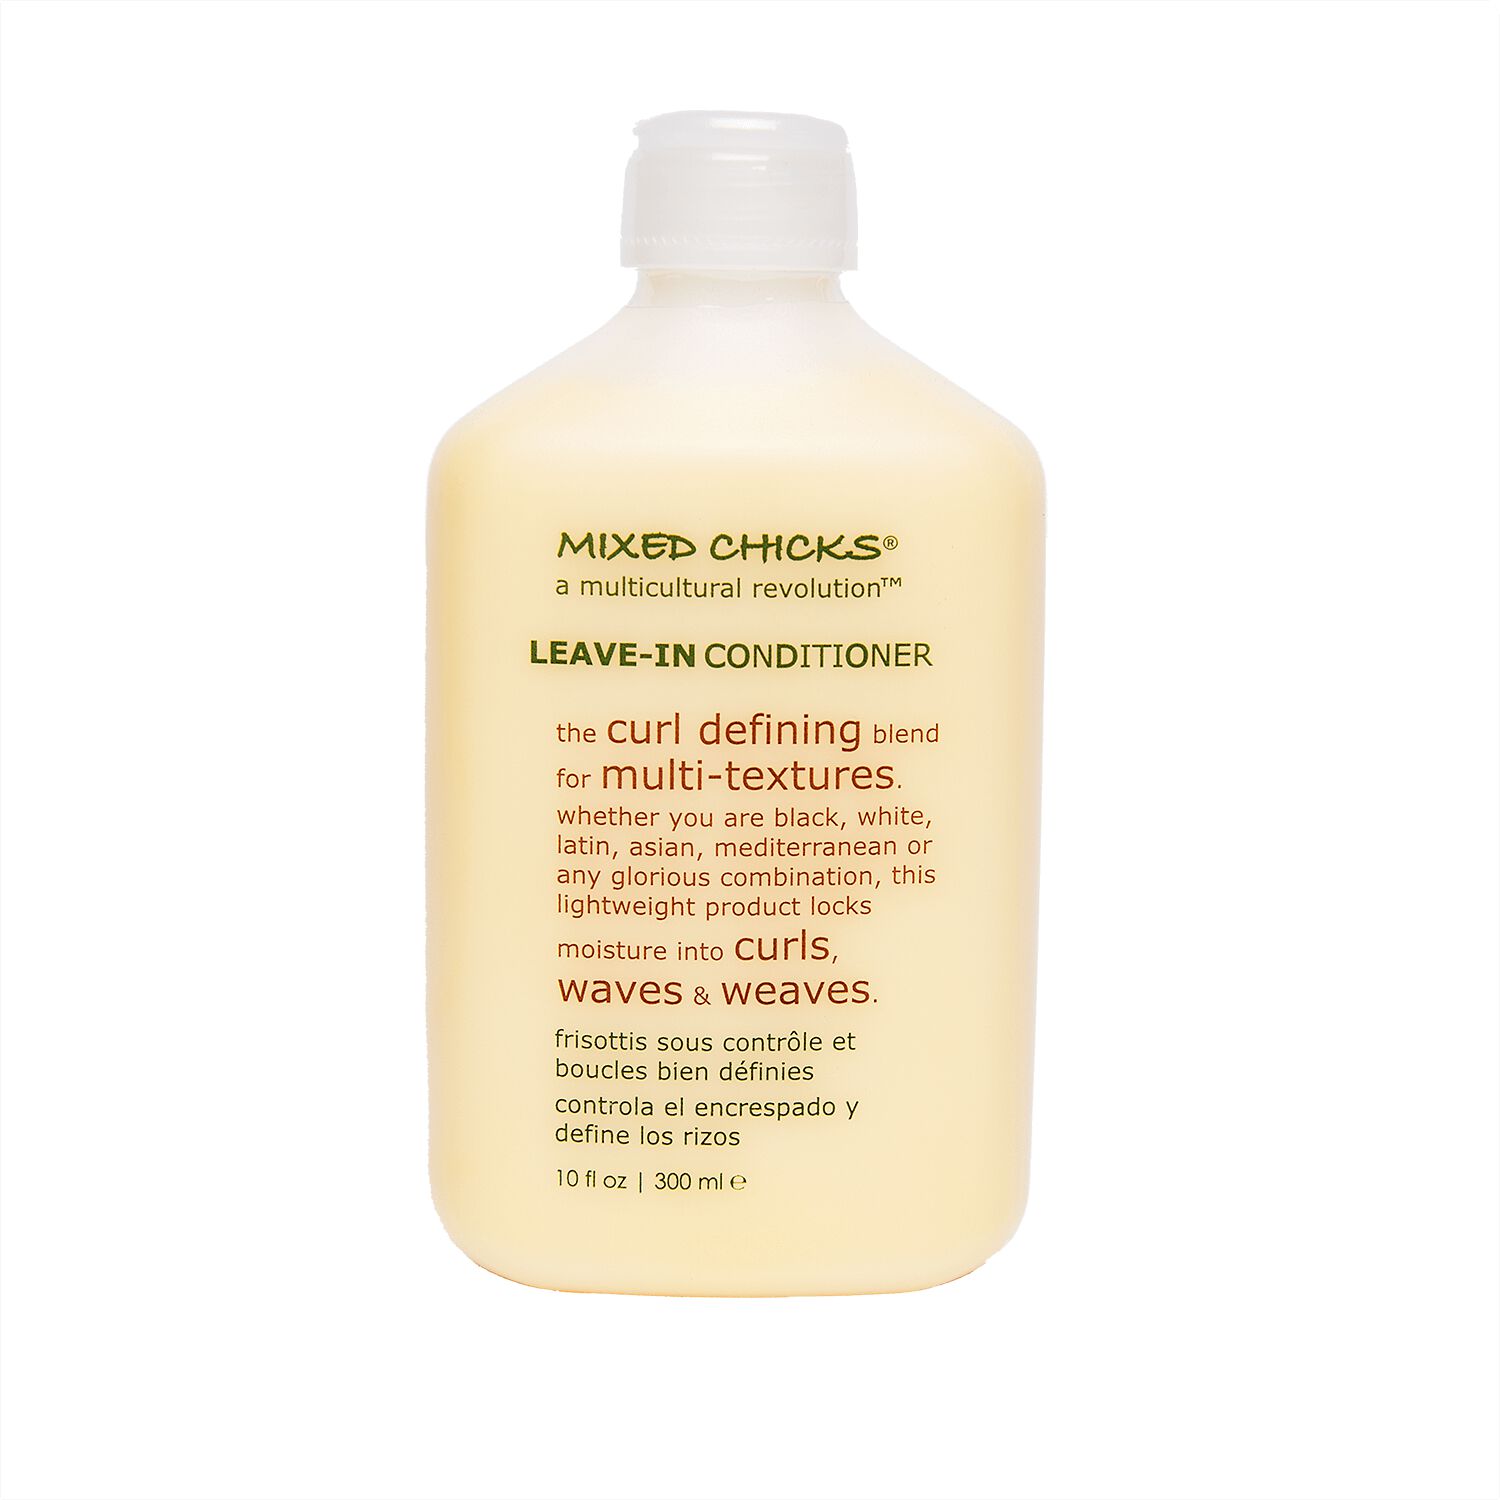 MIXED CHICKS®
a multicultural revolution™
LEAVE-IN CONDITIONER
the curl defining blend
for multi-textures.
whether you are black, white,
latin, asian, mediterranean or
any glorious combination, this
lightweight product locks
moisture into curls,
waves & weaves.
frisottis sous contrôle et
boucles bien définies
controla el encrespado y
define los rizos
10 fl oz | 300 ml ℮